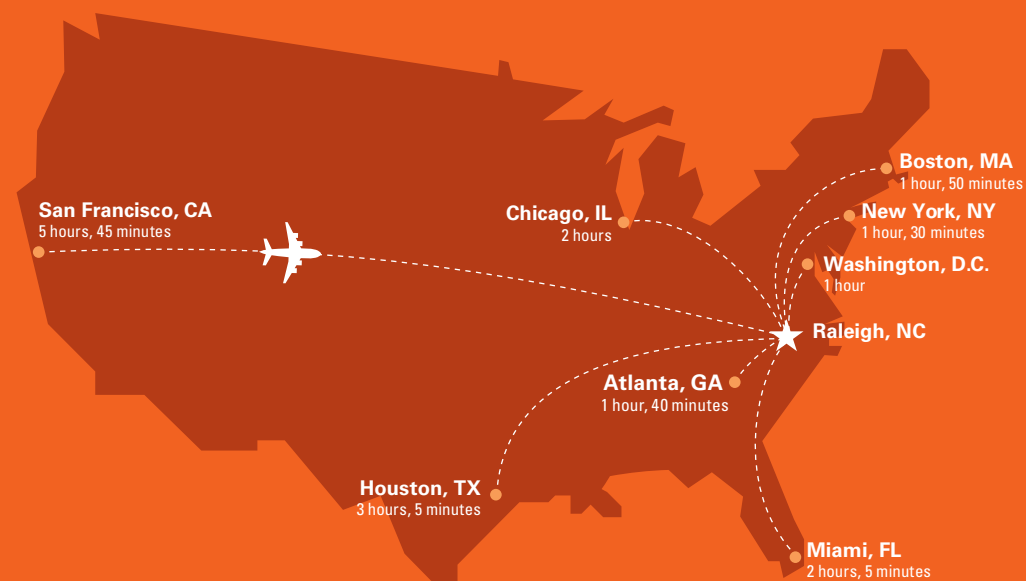 Boston, MA
1 hour, 50 minutes
San Francisco, CA
5 hours, 45 minutes
Chicago, IL
2 hours
New York, NY
1 hour, 30 minutes
Washington, D.C.
1 hour
Raleigh, NC
Atlanta, GA
1 hour, 40 minutes
Houston, TX
3 hours, 5 minutes
Miami, FL
2 hours, 5 minutes